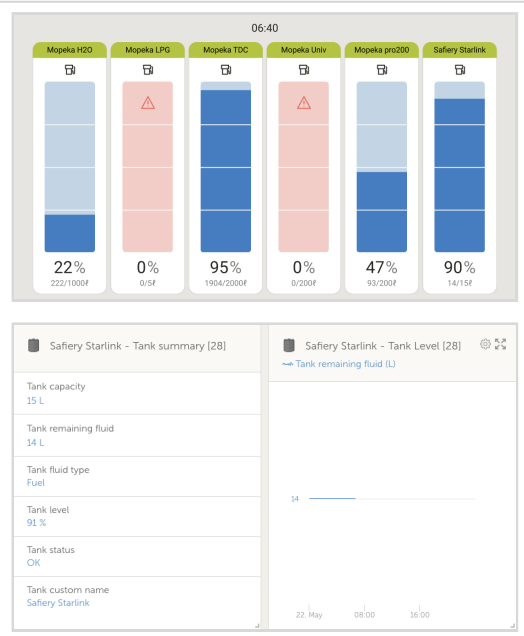 06:40
Mopeka H2O
Mopeka LPG
Mopeka TDC
Mopeka Univ
Mopeka pro200
Safiery Starlink
22%
0%
95%
0%
47%
90%
222/1000ℓ
0/5ℓ
1904/2000ℓ
0/200ℓ
93/200ℓ
14/15ℓ
Safiery Starlink - Tank summary [28]
Tank capacity
15 L
Tank remaining fluid
14 L
Tank fluid type
Fuel
Tank level
91 %
Tank status
OK
Tank custom name
Safiery Starlink
Safiery Starlink - Tank Level [28]
Tank remaining fluid (L)
14
22. May
08:00
16:00